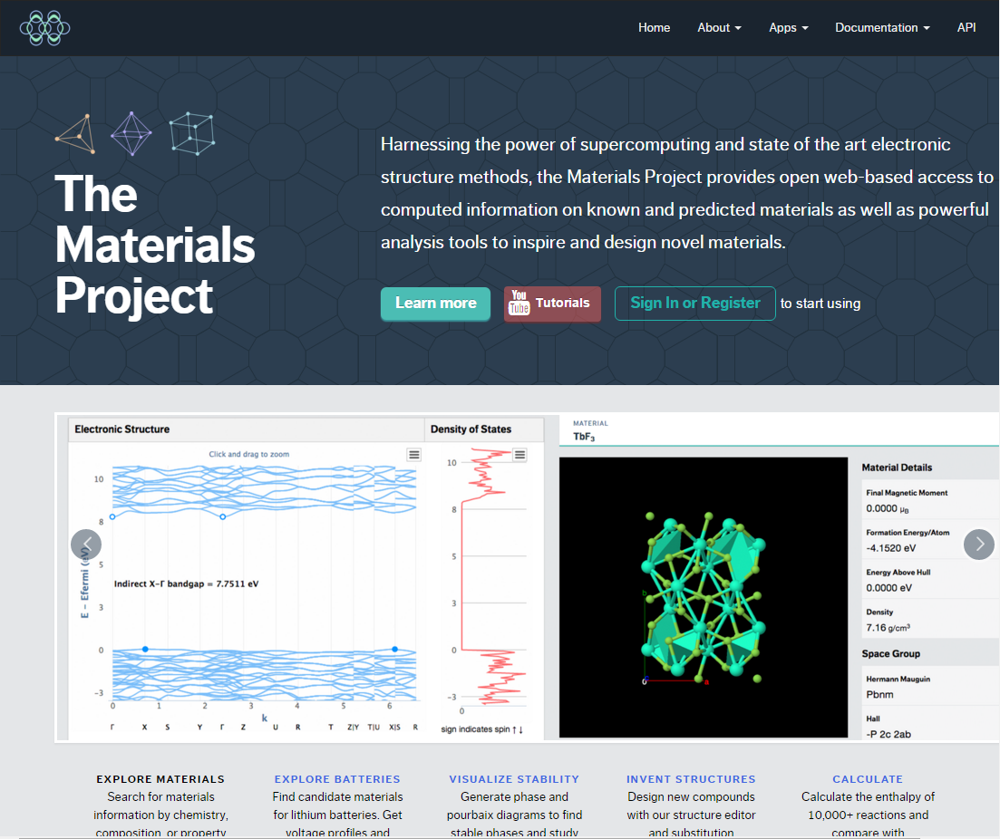 Home About Apps Documentation API
The
Materials
Project
Harnessing the power of supercomputing and state of the art electronic
structure methods, the Materials Project provides open web-based access to
computed information on known and predicted materials as well as powerful
analysis tools to inspire and design novel materials.
Learn more
You
Tube
Tutorials
Sign In or Register to start using
Electronic Structure
Click and drag to zoom
10
8
5
3
0
−3
E − Efermi (eV)
Indirect X−Γ bandgap = 7.7511 eV
0 1 2 3 4 5 6
k
Γ X S Y Γ Z U R T Z|Y T|U X|S R
Density of States
10
8
5
3
0
−3
0
sign indicates spin ↑↓
MATERIAL
TbF₃
b
0 a
Material Details
Final Magnetic Moment
0.0000 μB
Formation Energy/Atom
-4.1520 eV
Energy Above Hull
0.0000 eV
Density
7.16 g/cm³
Space Group
Hermann Mauguin
Pbnm
Hall
-P 2c 2ab
EXPLORE MATERIALS
Search for materials
information by chemistry,
composition, or property
EXPLORE BATTERIES
Find candidate materials
for lithium batteries. Get
voltage profiles and
VISUALIZE STABILITY
Generate phase and
pourbaix diagrams to find
stable phases and study
INVENT STRUCTURES
Design new compounds
with our structure editor
and substitution
CALCULATE
Calculate the enthalpy of
10,000+ reactions and
compare with